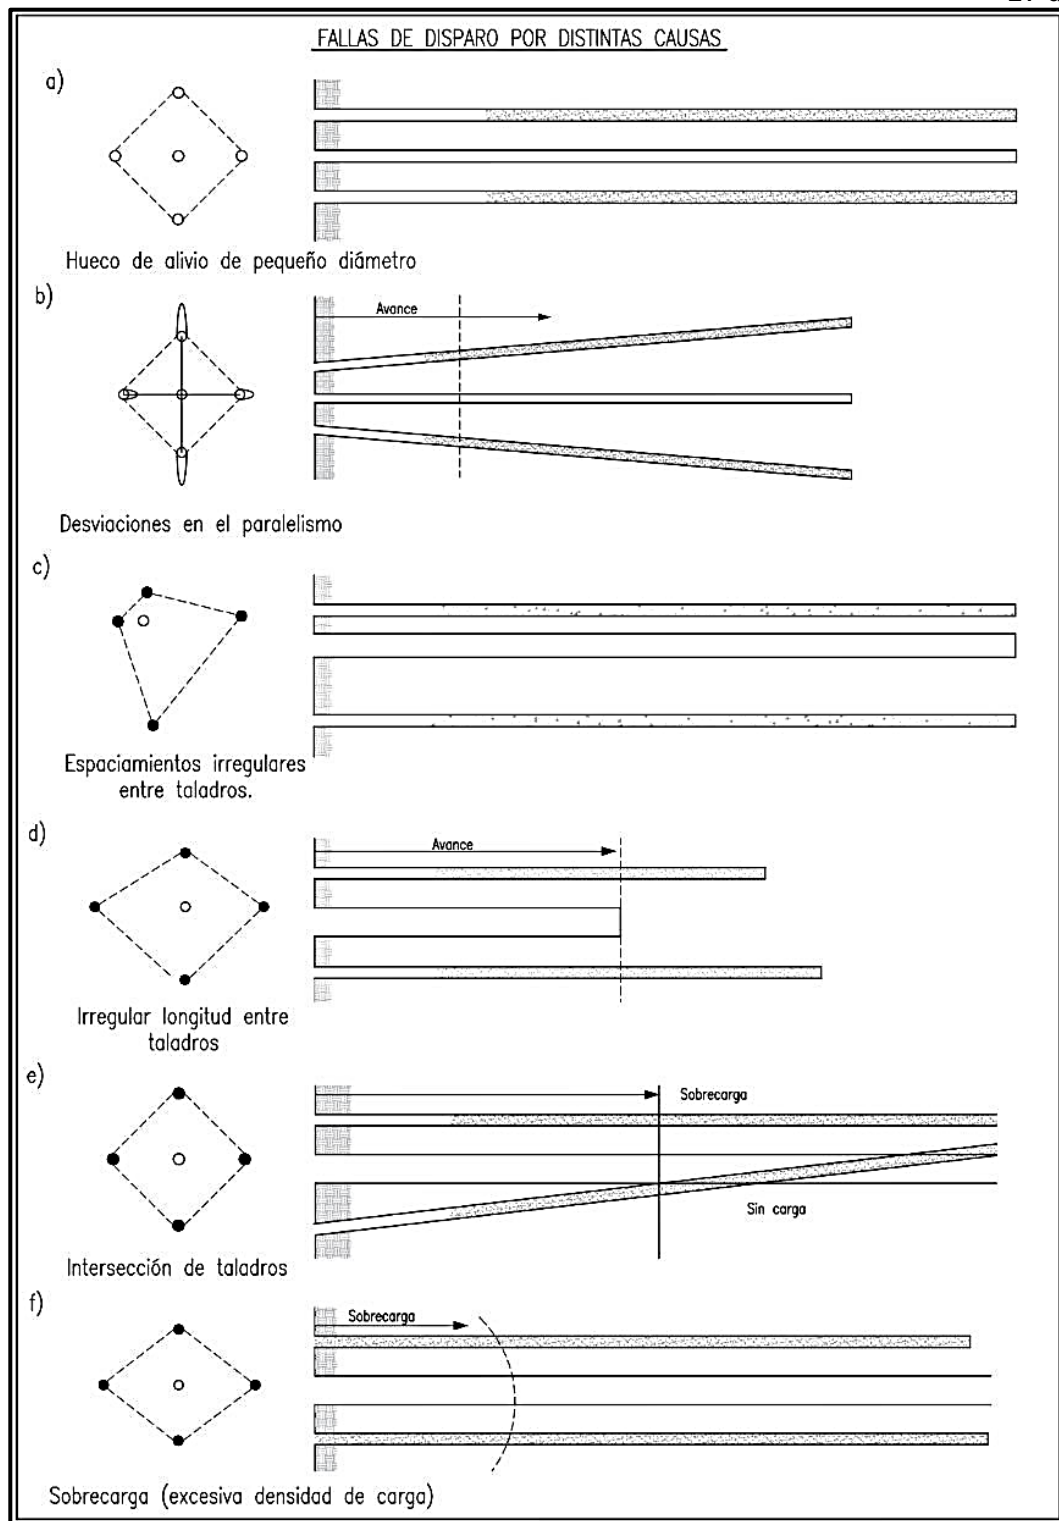 FALLAS DE DISPARO POR DISTINTAS CAUSAS
a)
Hueco de alivio de pequeño diámetro
b)
Avance
Desviaciones en el paralelismo
c)
Espaciamientos irregulares
entre taladros.
d)
Avance
Irregular longitud entre
taladros
e)
Sobrecarga
Sin carga
Intersección de taladros
f)
Sobrecarga
Sobrecarga (excesiva densidad de carga)